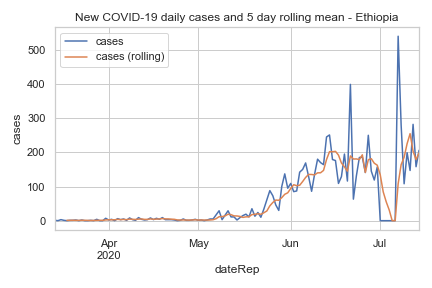 New COVID-19 daily cases and 5 day rolling mean - Ethiopia
cases
cases (rolling)
500
400
300
200
100
0
cases
Apr
2020
May
Jun
Jul
dateRep